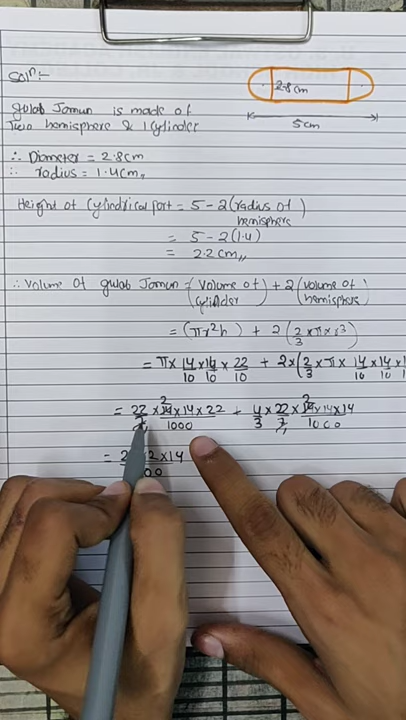 Solⁿ:-
2.8cm
5cm
gulab Jamun is made of
Two hemisphere & 1 cylinder
∴ Diameter = 2.8cm
∴ radius = 1.4cm,,
Height of Cylindrical part = 5 - 2(radius of hemisphere)
= 5 - 2(1.4)
= 2.2cm,,
∴ Volume of gulab Jamun = (volume of cylinder) + 2(volume of hemisphere)
= (πr²h) + 2(2/3 × π × r³)
= π × 14/10 × 14/10 × 22/10 + 2 × (2/3 × π × 14/10 × 14/10 ×
= 22/7 × 14 × 14 × 22/1000 + 4/3 × 22/7 × 14 × 14 × 14/1000